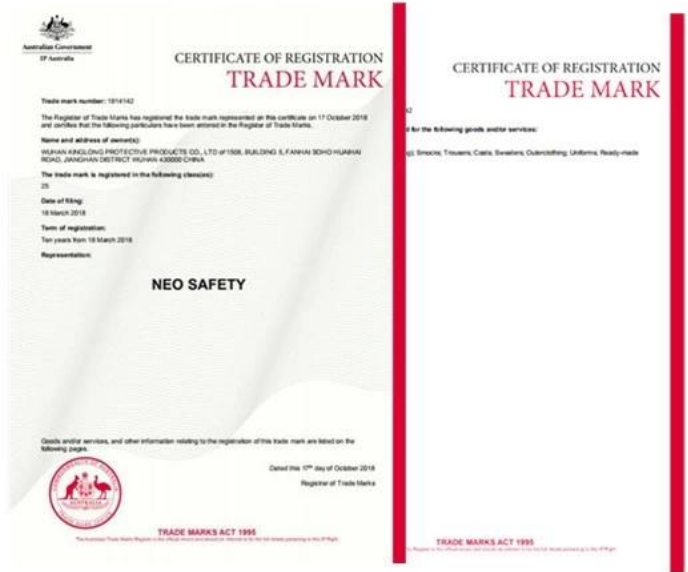 Australian Government
IP Australia
CERTIFICATE OF REGISTRATION
TRADE MARK
Trade mark number: 1914142
The Registrar of Trade Marks has registered the trade mark represented on this certificate on 17 October 2018
and certifies that the following particulars have been entered in the Register of Trade Marks.
Name and address of owner(s):
WUHAN KINGLONG PROTECTIVE PRODUCTS CO., LTD of 1508, BUILDING 5, FANHAI SOHO HUAIHAI
ROAD, JIANGHAN DISTRICT WUHAN 430000 CHINA
The trade mark is registered in the following class(es):
25
Date of filing:
18 March 2018
Term of registration:
Ten years from 18 March 2018
Representation:
NEO SAFETY
Goods and/or services, and other information relating to the registration of this trade mark are listed on the
following pages.
Dated this 17th day of October 2018
Registrar of Trade Marks
AUSTRALIA
TRADE MARKS ACT 1995
CERTIFICATE OF REGISTRATION
TRADE MARK
42
d for the following goods and/or services:
Smocks; Trousers; Coats; Sweaters; Outerclothing; Uniforms; Ready-made
TRADE MARKS ACT 1995